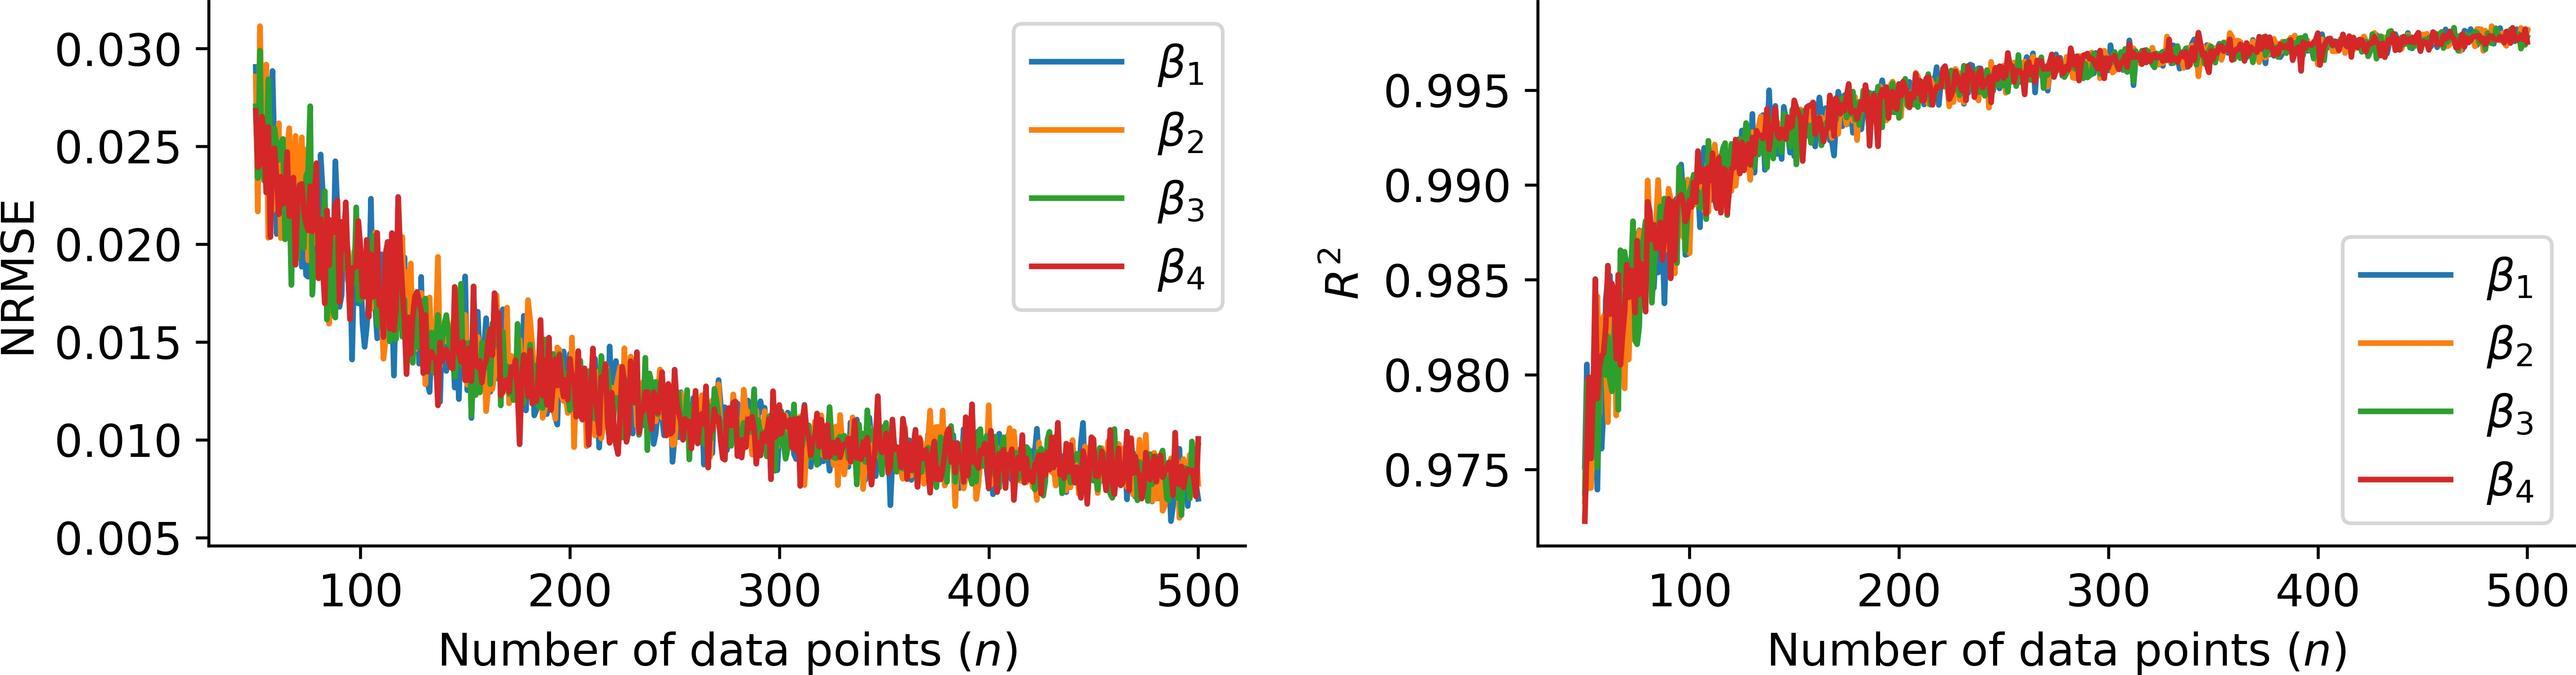 NRMSE
0.030
0.025
0.020
0.015
0.010
0.005
100 200 300 400 500
Number of data points (n)
β₁
β₂
β₃
β₄
R²
0.995
0.990
0.985
0.980
0.975
100 200 300 400 500
Number of data points (n)
β₁
β₂
β₃
β₄